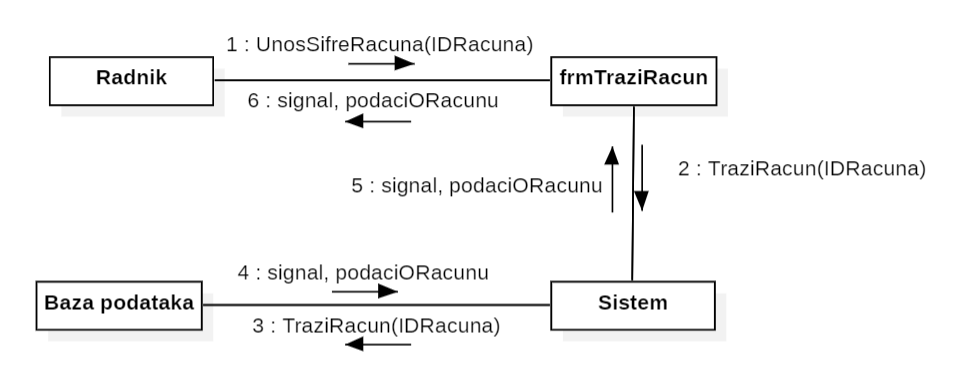 1 : UnosSifreRacuna(IDRacuna)
Radnik
frmTraziRacun
6 : signal, podaciORacunu
2 : TraziRacun(IDRacuna)
5 : signal, podaciORacunu
4 : signal, podaciORacunu
Baza podataka
Sistem
3 : TraziRacun(IDRacuna)